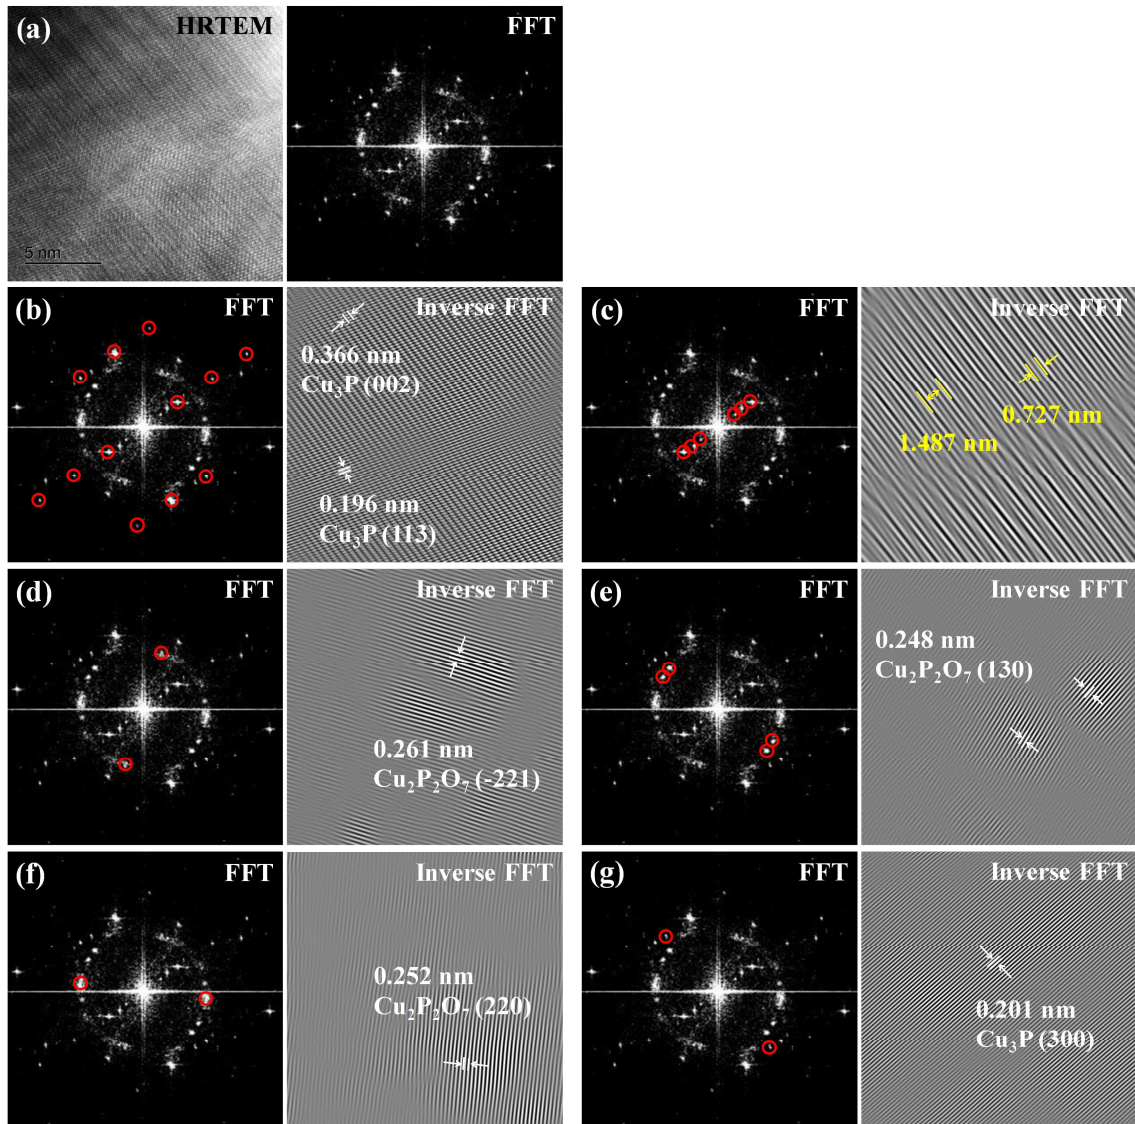 (a) HRTEM FFT
5 nm
(b) FFT Inverse FFT
0.366 nm
Cu₃P (002)
0.196 nm
Cu₃P (113)
(c) FFT Inverse FFT
0.727 nm
1.487 nm
(d) FFT Inverse FFT
0.261 nm
Cu₂P₂O₇ (-221)
(e) FFT Inverse FFT
0.248 nm
Cu₂P₂O₇ (130)
(f) FFT Inverse FFT
0.252 nm
Cu₂P₂O₇ (220)
(g) FFT Inverse FFT
0.201 nm
Cu₃P (300)